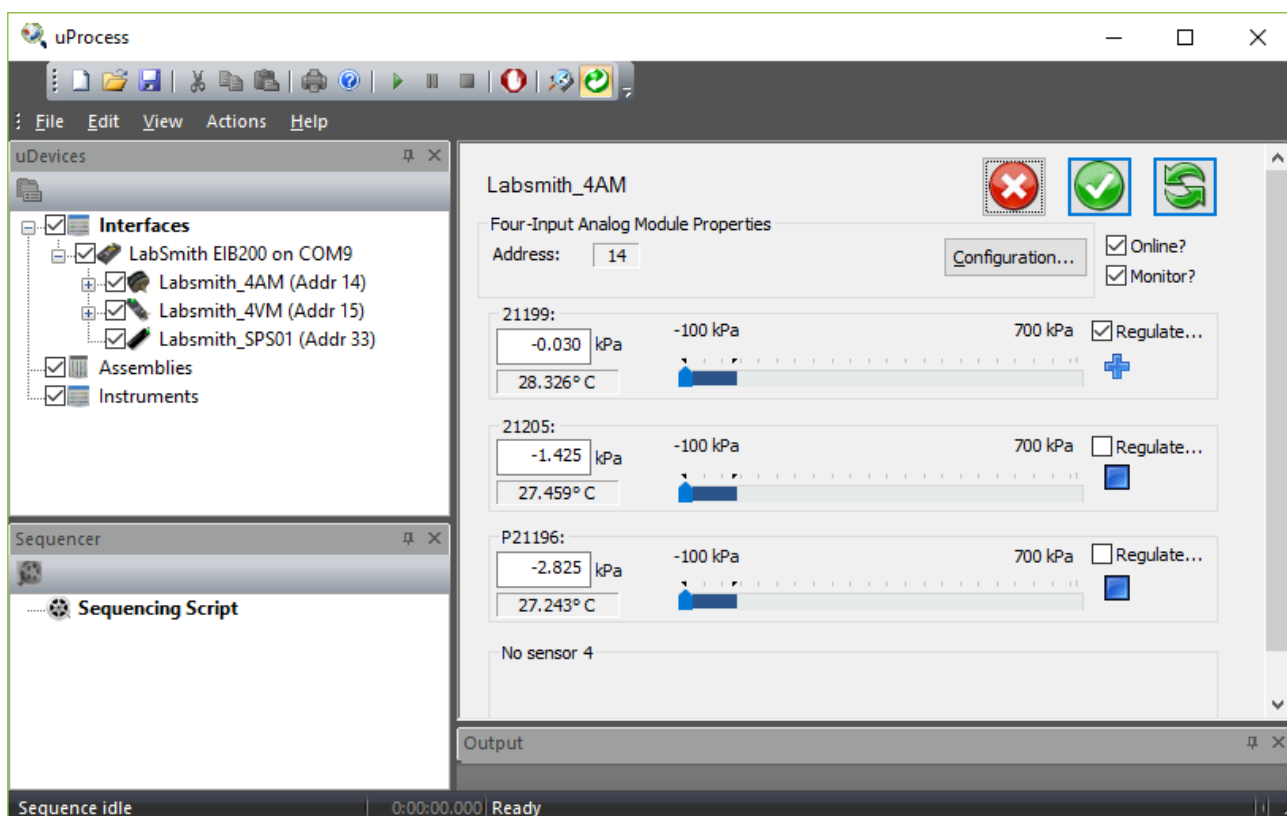 uProcess
File Edit View Actions Help
uDevices
Interfaces
LabSmith EIB200 on COM9
Labsmith_4AM (Addr 14)
Labsmith_4VM (Addr 15)
Labsmith_SPS01 (Addr 33)
Assemblies
Instruments
Sequencer
Sequencing Script
Labsmith_4AM
Four-Input Analog Module Properties
Address: 14
Configuration...
Online?
Monitor?
21199:
-0.030 kPa
28.326° C
-100 kPa 700 kPa
Regulate...
21205:
-1.425 kPa
27.459° C
-100 kPa 700 kPa
Regulate...
P21196:
-2.825 kPa
27.243° C
-100 kPa 700 kPa
Regulate...
No sensor 4
Output
Sequence idle 0:00:00.000 Ready